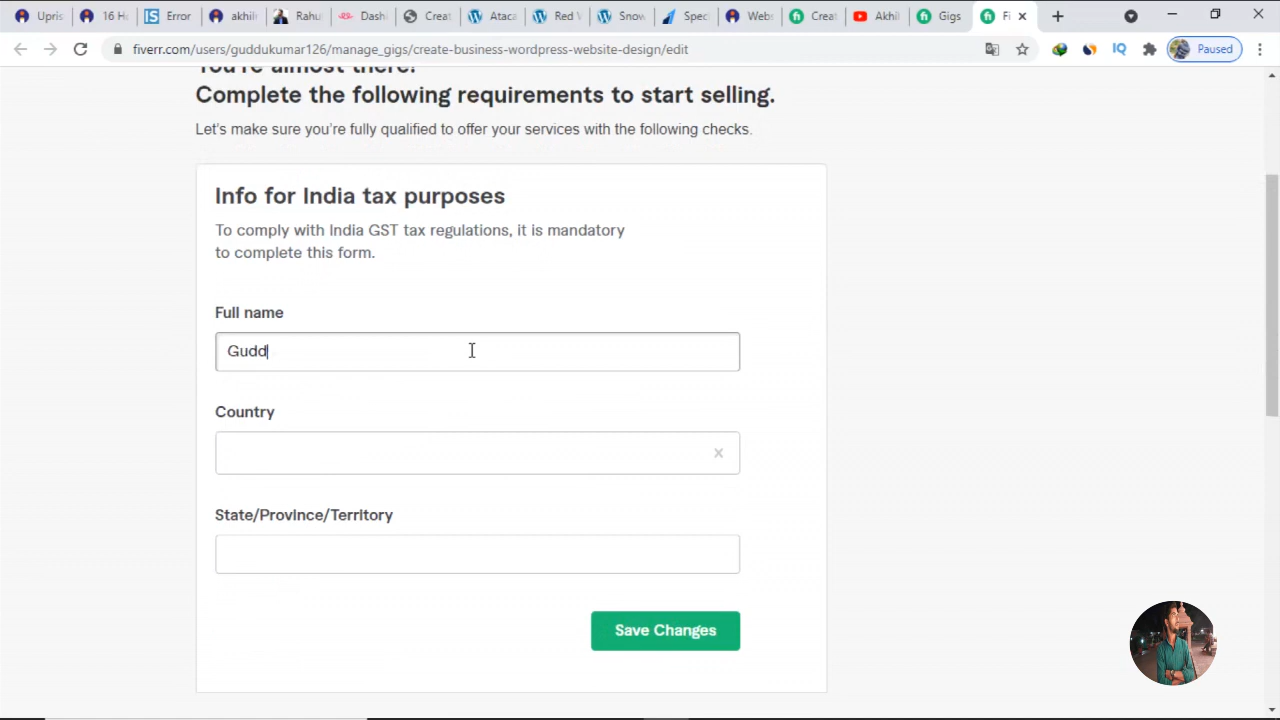 Upris
16 H
Error
akhil
Rahu
Dash
Creat
Ataca
Red V
Snow
Spee
Webs
Creat
Akhil
Gigs
Fi
fiverr.com/users/guddukumar126/manage_gigs/create-business-wordpress-website-design/edit
IQ
Paused
You're almost there!
Complete the following requirements to start selling.
Let's make sure you're fully qualified to offer your services with the following checks.
Info for India tax purposes
To comply with India GST tax regulations, it is mandatory
to complete this form.
Full name
Gudd
Country
State/Province/Territory
Save Changes